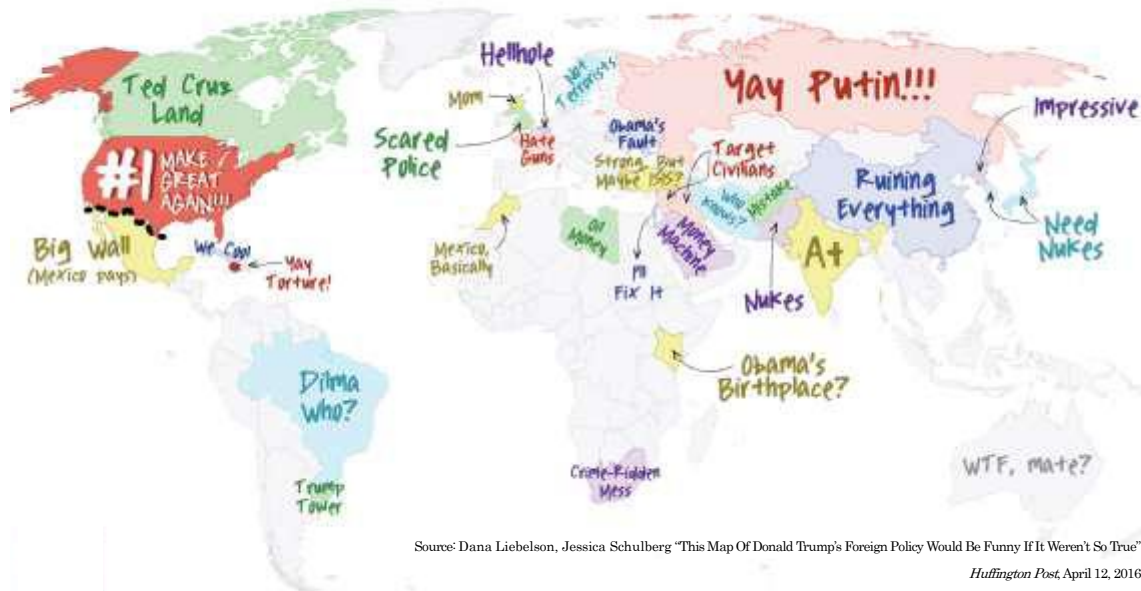 Ted Cruz
Land
#1
MAKE
GREAT
AGAIN!!!
Big Wall
(Mexico pays)
We Cool
Yay
Torture!
Dilma
Who?
Trump
Tower
Hellhole
Mom
Scared
Police
Hate
Guns
Not
Terrorists
Obama's
Fault
Strong, But
Maybe ISIS?
Target
Civilians
Yay Putin!!!
Impressive
Who
Knows?
Mistake
Ruining
Everything
Need
Nukes
Mexico,
Basically
Oil
Money
I'll
Fix It
Money
Machine
Nukes
A+
Obama's
Birthplace?
Crime-Ridden
Mess
WTF, mate?
Source: Dana Liebelson, Jessica Schulberg "This Map Of Donald Trump's Foreign Policy Would Be Funny If It Weren't So True"
Huffington Post, April 12, 2016